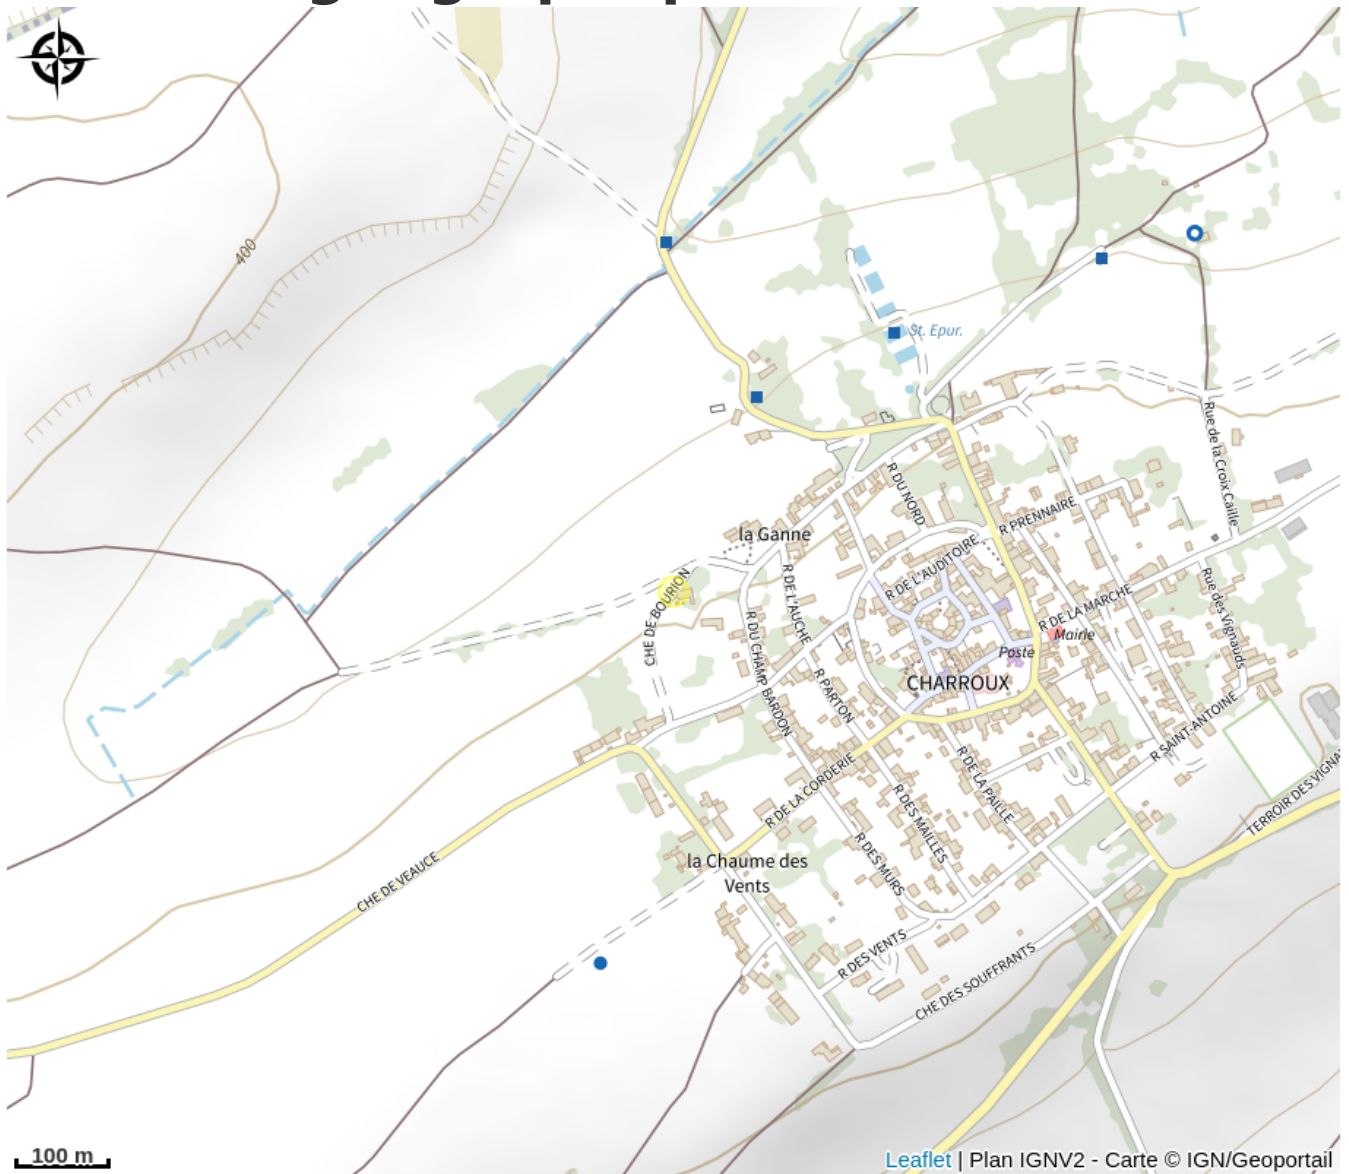 400
St. Epur.
Rue de la Croix Caille
R DU NORD
R PRENNAIRE
la Ganne
R DE L'AUDITOIRE
CHE DE BOURION
R DE L'AUCHE
R DU CHAMP BARDON
R DE LA MARCHE
Mairie
Rue des Vignauds
Poste
CHARROUX
R PARTON
R SAINT-ANTOINE
R DE LA CORDERIE
R DE LA PAILLE
R DES MAILLES
TERROIR DES VIGNA
R DES MURS
la Chaume des
Vents
CHE DE VEAUCE
R DES VENTS
CHE DES SOUFFRANTS
100 m
Leaflet | Plan IGNV2 - Carte © IGN/Geoportail